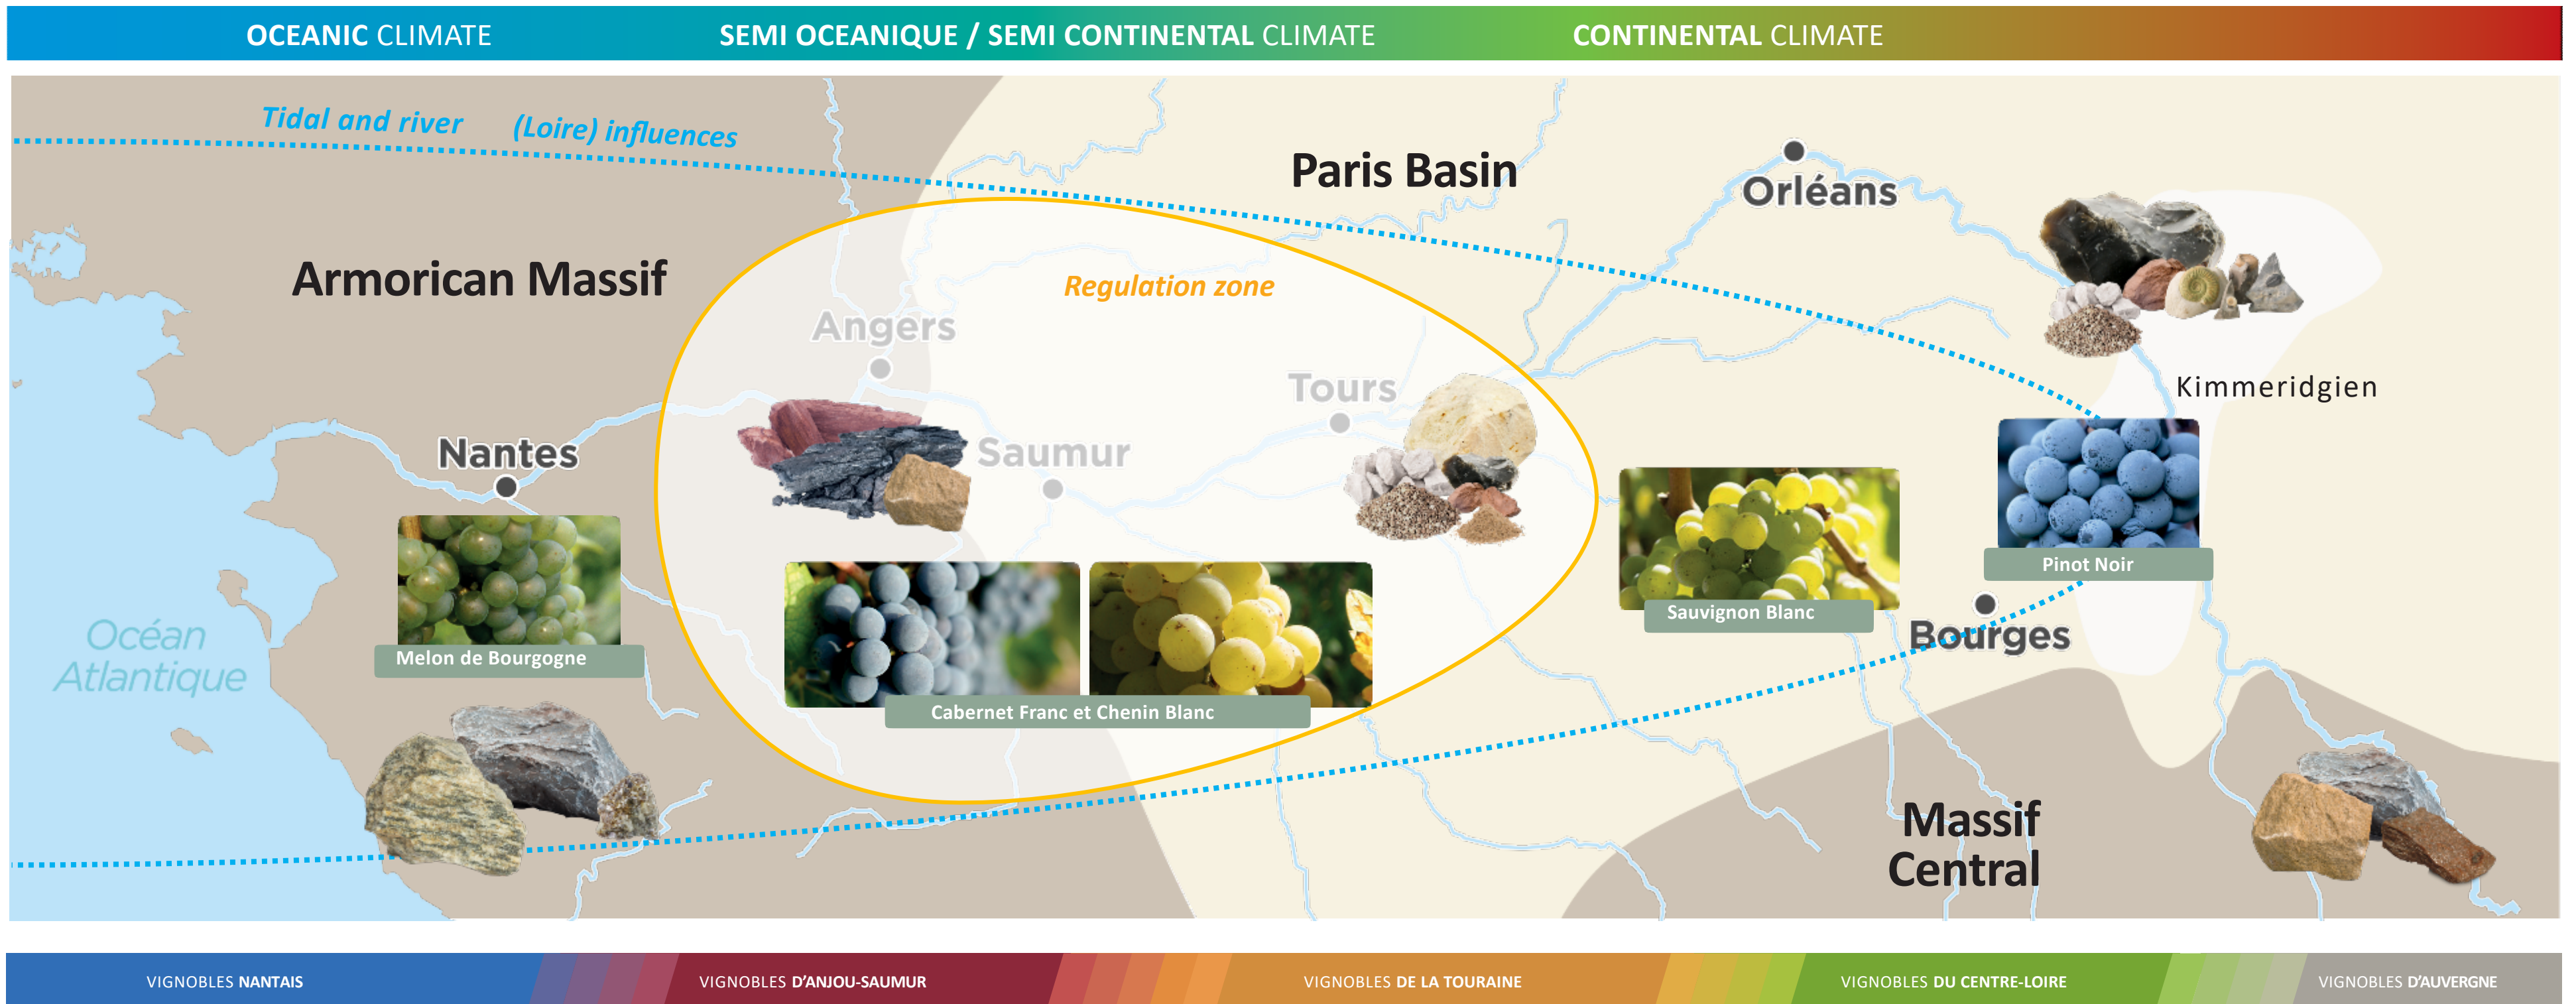 OCEANIC CLIMATE
SEMI OCEANIQUE / SEMI CONTINENTAL CLIMATE
CONTINENTAL CLIMATE
Tidal and river (Loire) influences
Paris Basin
Orléans
Armorican Massif
Regulation zone
Angers
Tours
Kimmeridgien
Nantes
Saumur
Pinot Noir
Sauvignon Blanc
Océan
Atlantique
Melon de Bourgogne
Bourges
Cabernet Franc et Chenin Blanc
Massif
Central
VIGNOBLES NANTAIS
VIGNOBLES D'ANJOU-SAUMUR
VIGNOBLES DE LA TOURAINE
VIGNOBLES DU CENTRE-LOIRE
VIGNOBLES D'AUVERGNE